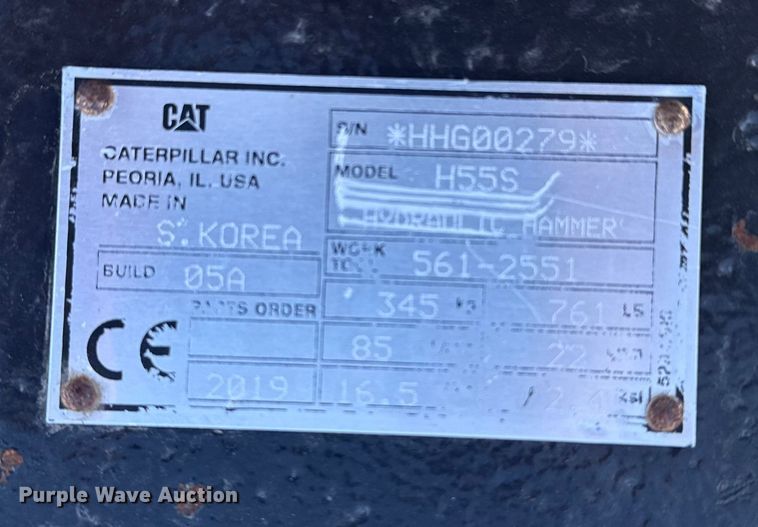 CAT
CATERPILLAR INC.
PEORIA, IL. USA
MADE IN
S. KOREA
BUILD 05A
S/N *HHG00279*
MODEL H55S
HYDRAULIC HAMMER
WORK TOOL 561-2551
PARTS ORDER 345 kg 761 LB
85 22
2019 16.5
CE
Purple Wave Auction